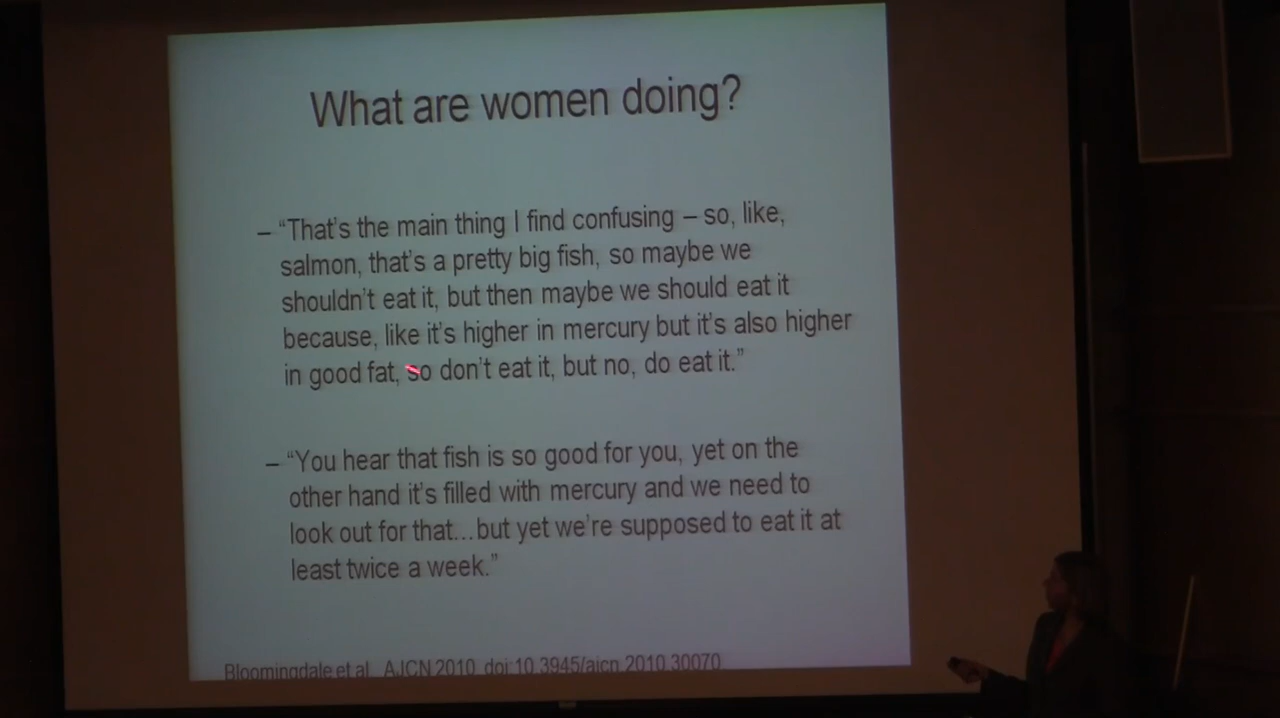 What are women doing?
– “That’s the main thing I find confusing – so, like,
salmon, that’s a pretty big fish, so maybe we
shouldn’t eat it, but then maybe we should eat it
because, like it’s higher in mercury but it’s also higher
in good fat, so don’t eat it, but no, do eat it.”
– “You hear that fish is so good for you, yet on the
other hand it’s filled with mercury and we need to
look out for that…but yet we’re supposed to eat it at
least twice a week.”
Bloomingdale et al AJCN 2010 doi:10.3945/ajcn.2010.30070